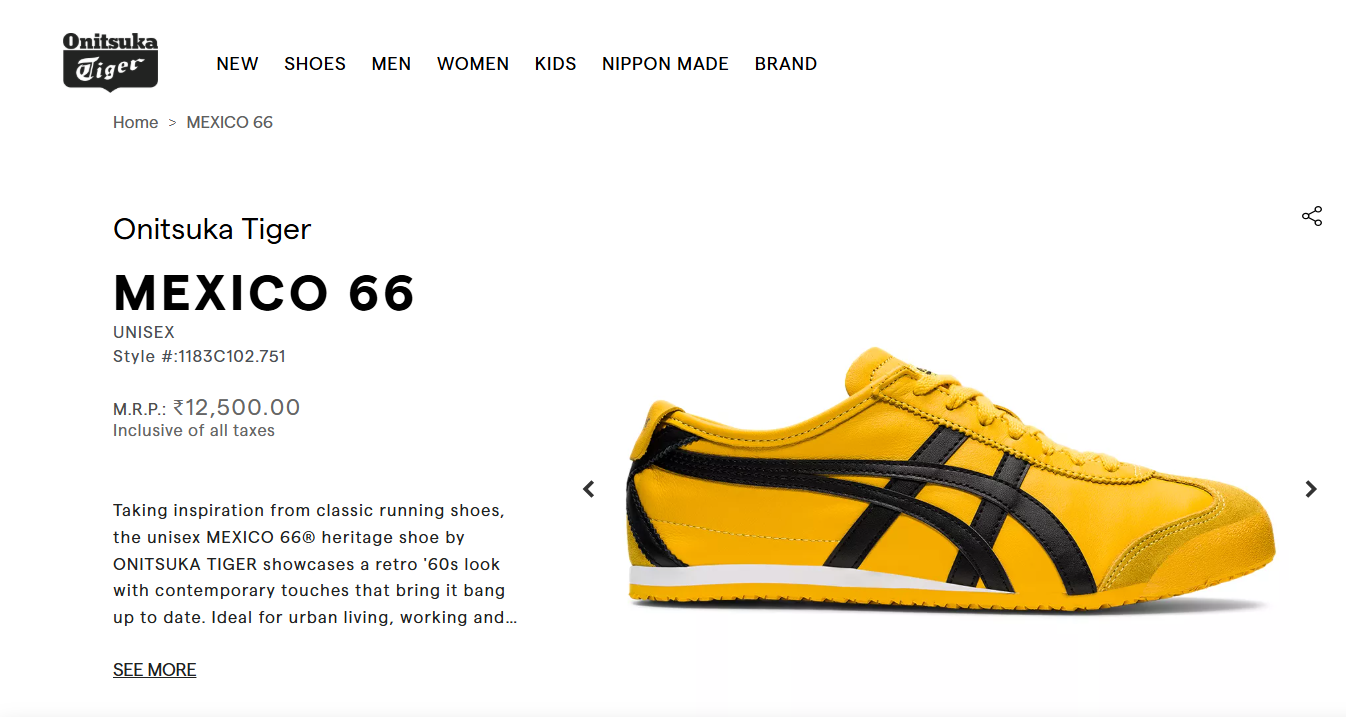 Onitsuka
Tiger
NEW SHOES MEN WOMEN KIDS NIPPON MADE BRAND
Home > MEXICO 66
Onitsuka Tiger
MEXICO 66
UNISEX
Style #:1183C102.751
M.R.P.: ₹12,500.00
Inclusive of all taxes
Taking inspiration from classic running shoes,
the unisex MEXICO 66® heritage shoe by
ONITSUKA TIGER showcases a retro '60s look
with contemporary touches that bring it bang
up to date. Ideal for urban living, working and...
SEE MORE